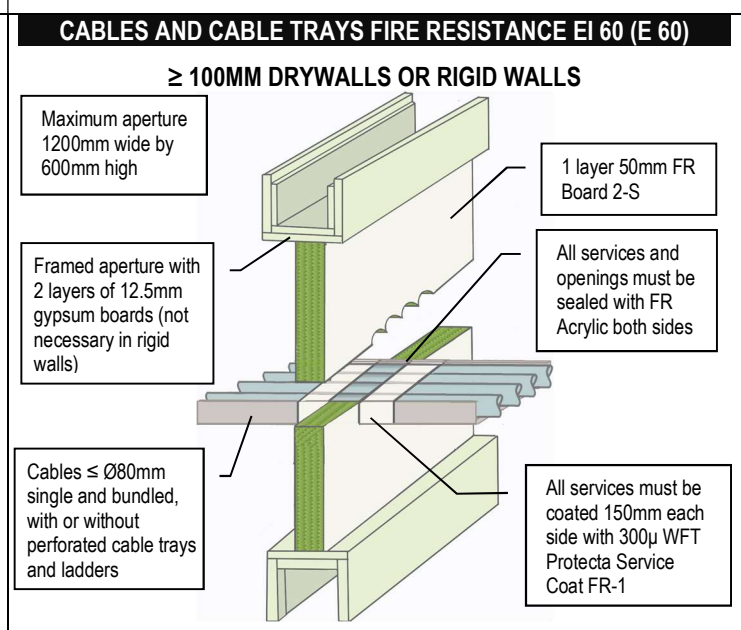 CABLES AND CABLE TRAYS FIRE RESISTANCE EI 60 (E 60)
≥ 100MM DRYWALLS OR RIGID WALLS
Maximum aperture
1200mm wide by
600mm high
1 layer 50mm FR
Board 2-S
Framed aperture with
2 layers of 12.5mm
gypsum boards (not
necessary in rigid
walls)
All services and
openings must be
sealed with FR
Acrylic both sides
Cables ≤ Ø80mm
single and bundled,
with or without
perforated cable trays
and ladders
All services must be
coated 150mm each
side with 300µ WFT
Protecta Service
Coat FR-1